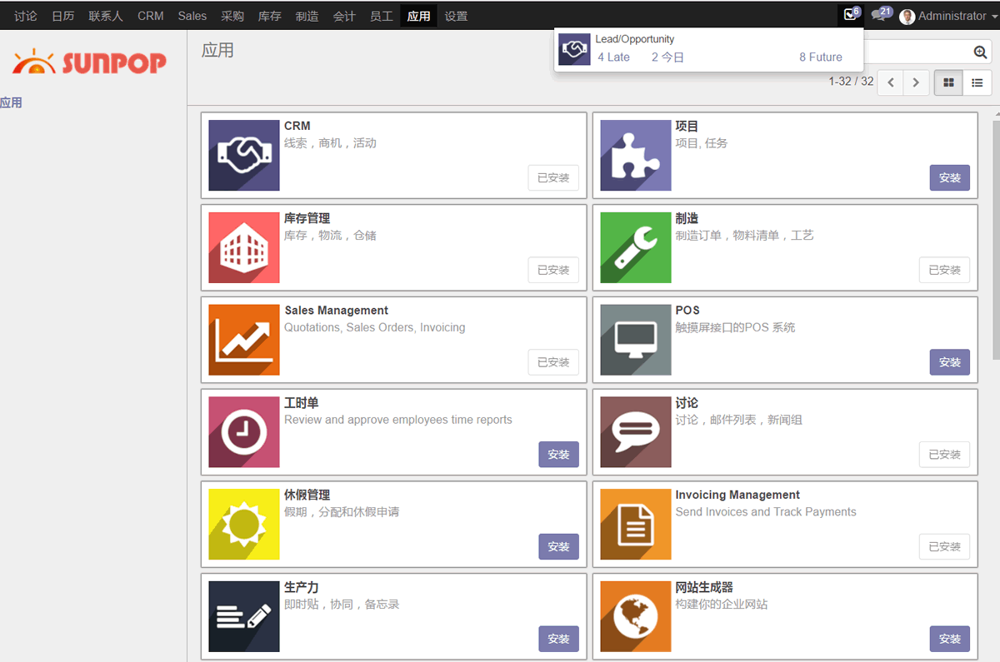 讨论 日历 联系人 CRM Sales 采购 库存 制造 会计 员工 应用 设置 6 21 Administrator
SUNPOP
应用
应用
Lead/Opportunity
4 Late 2 今日 8 Future
1-32 / 32
CRM
线索，商机，活动
已安装
项目
项目, 任务
安装
库存管理
库存，物流，仓储
已安装
制造
制造订单，物料清单，工艺
已安装
Sales Management
Quotations, Sales Orders, Invoicing
已安装
POS
触摸屏接口的POS 系统
安装
工时单
Review and approve employees time reports
安装
讨论
讨论，邮件列表，新闻组
已安装
休假管理
假期，分配和休假申请
安装
Invoicing Management
Send Invoices and Track Payments
已安装
生产力
即时贴，协同，备忘录
安装
网站生成器
构建你的企业网站
安装